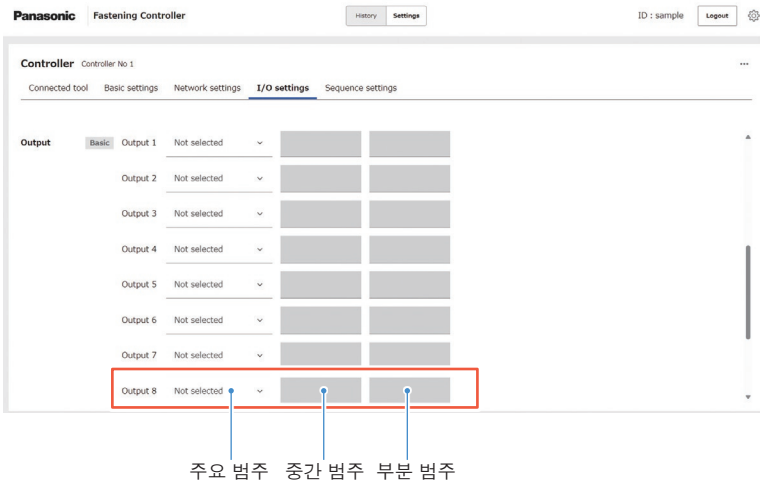 Panasonic Fastening Controller History Settings ID : sample Logout
Controller Controller No 1 ...
Connected tool Basic settings Network settings I/O settings Sequence settings
Output Basic Output 1 Not selected
Output 2 Not selected
Output 3 Not selected
Output 4 Not selected
Output 5 Not selected
Output 6 Not selected
Output 7 Not selected
Output 8 Not selected
주요 범주 중간 범주 부분 범주